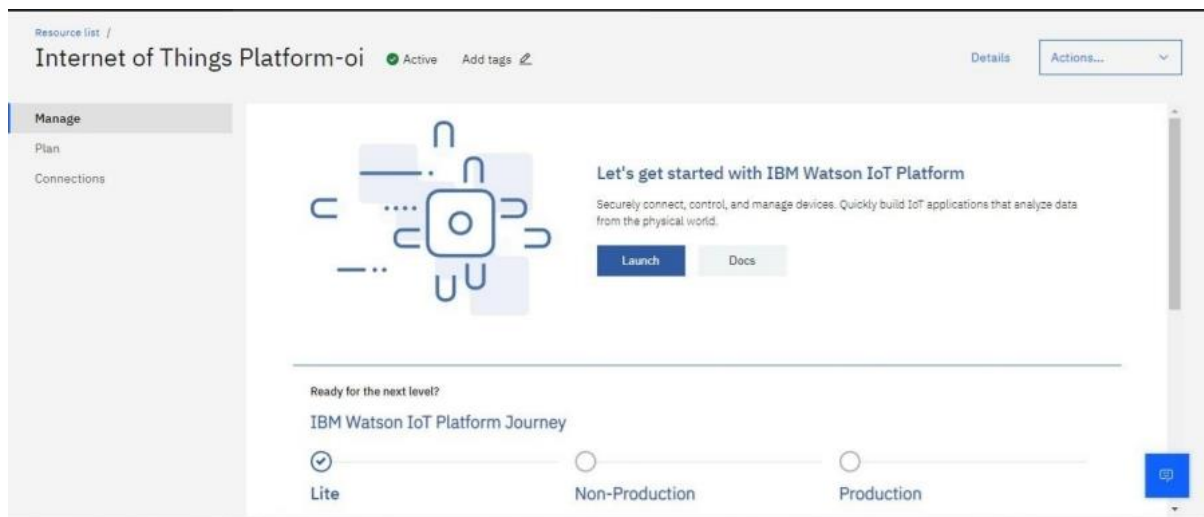 Resource list /
Internet of Things Platform-oi Active Add tags Details Actions...
Manage
Plan
Connections
Let's get started with IBM Watson IoT Platform
Securely connect, control, and manage devices. Quickly build IoT applications that analyze data
from the physical world.
Launch Docs
Ready for the next level?
IBM Watson IoT Platform Journey
Lite Non-Production Production